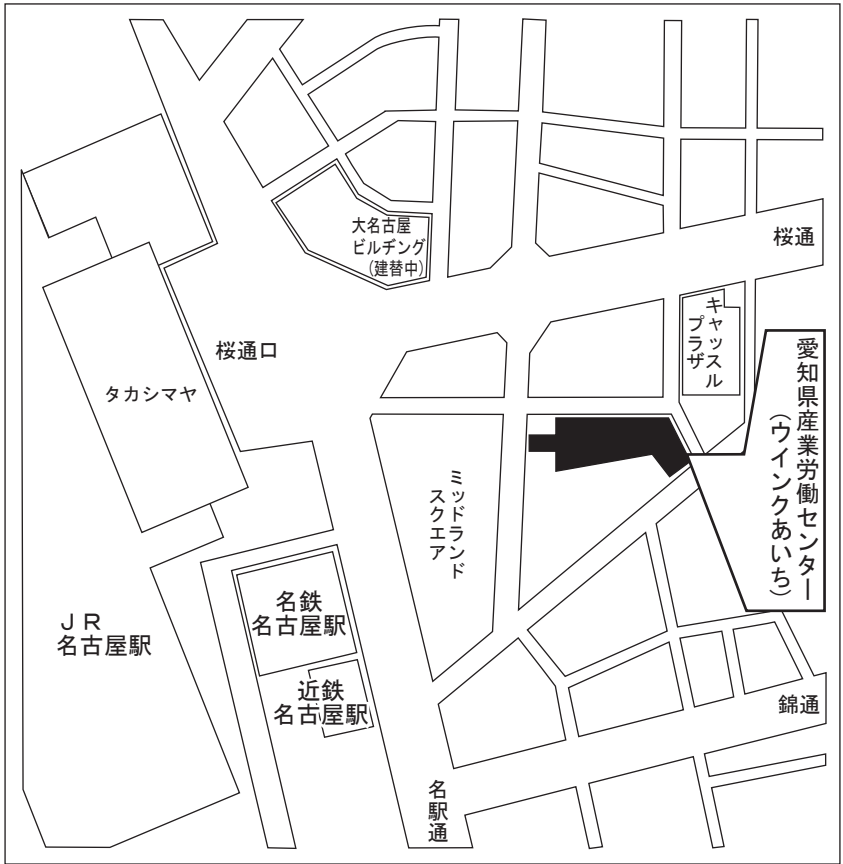 大名古屋
ビルヂング
(建替中)
桜通
キャッスル
プラザ
桜通口
タカシマヤ
愛知県産業労働センター
(ウインクあいち)
ミッドランド
スクエア
名鉄
名古屋駅
JR
名古屋駅
近鉄
名古屋駅
錦通
名駅通